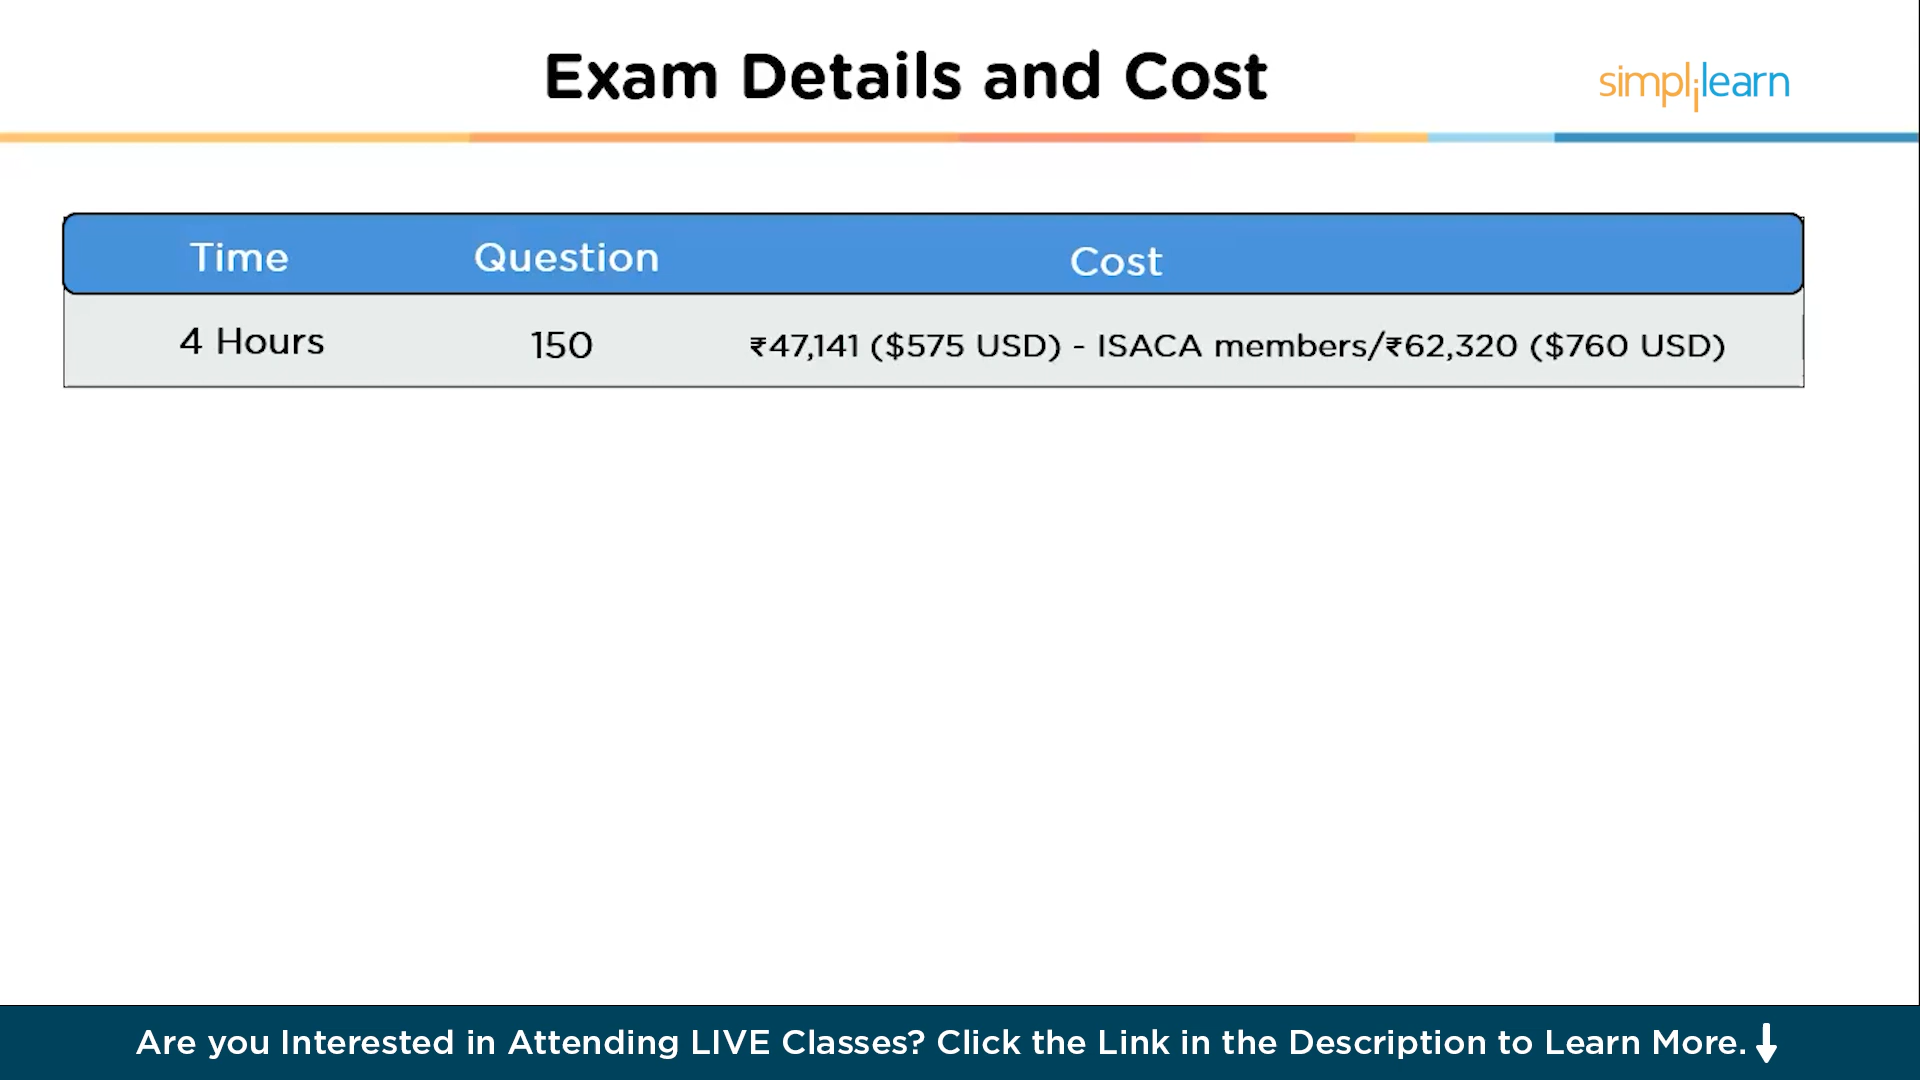 Exam Details and Cost
simplilearn
Time Question Cost
4 Hours 150 ₹47,141 ($575 USD) - ISACA members/₹62,320 ($760 USD)
Are you Interested in Attending LIVE Classes? Click the Link in the Description to Learn More.